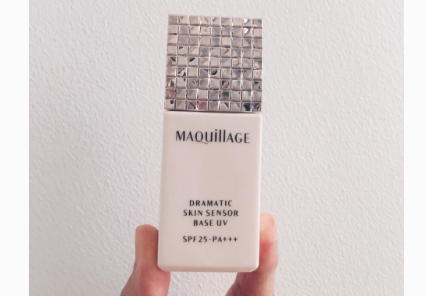 MAQuillAGE
DRAMATIC
SKIN SENSOR
BASE UV
SPF25・PA+++